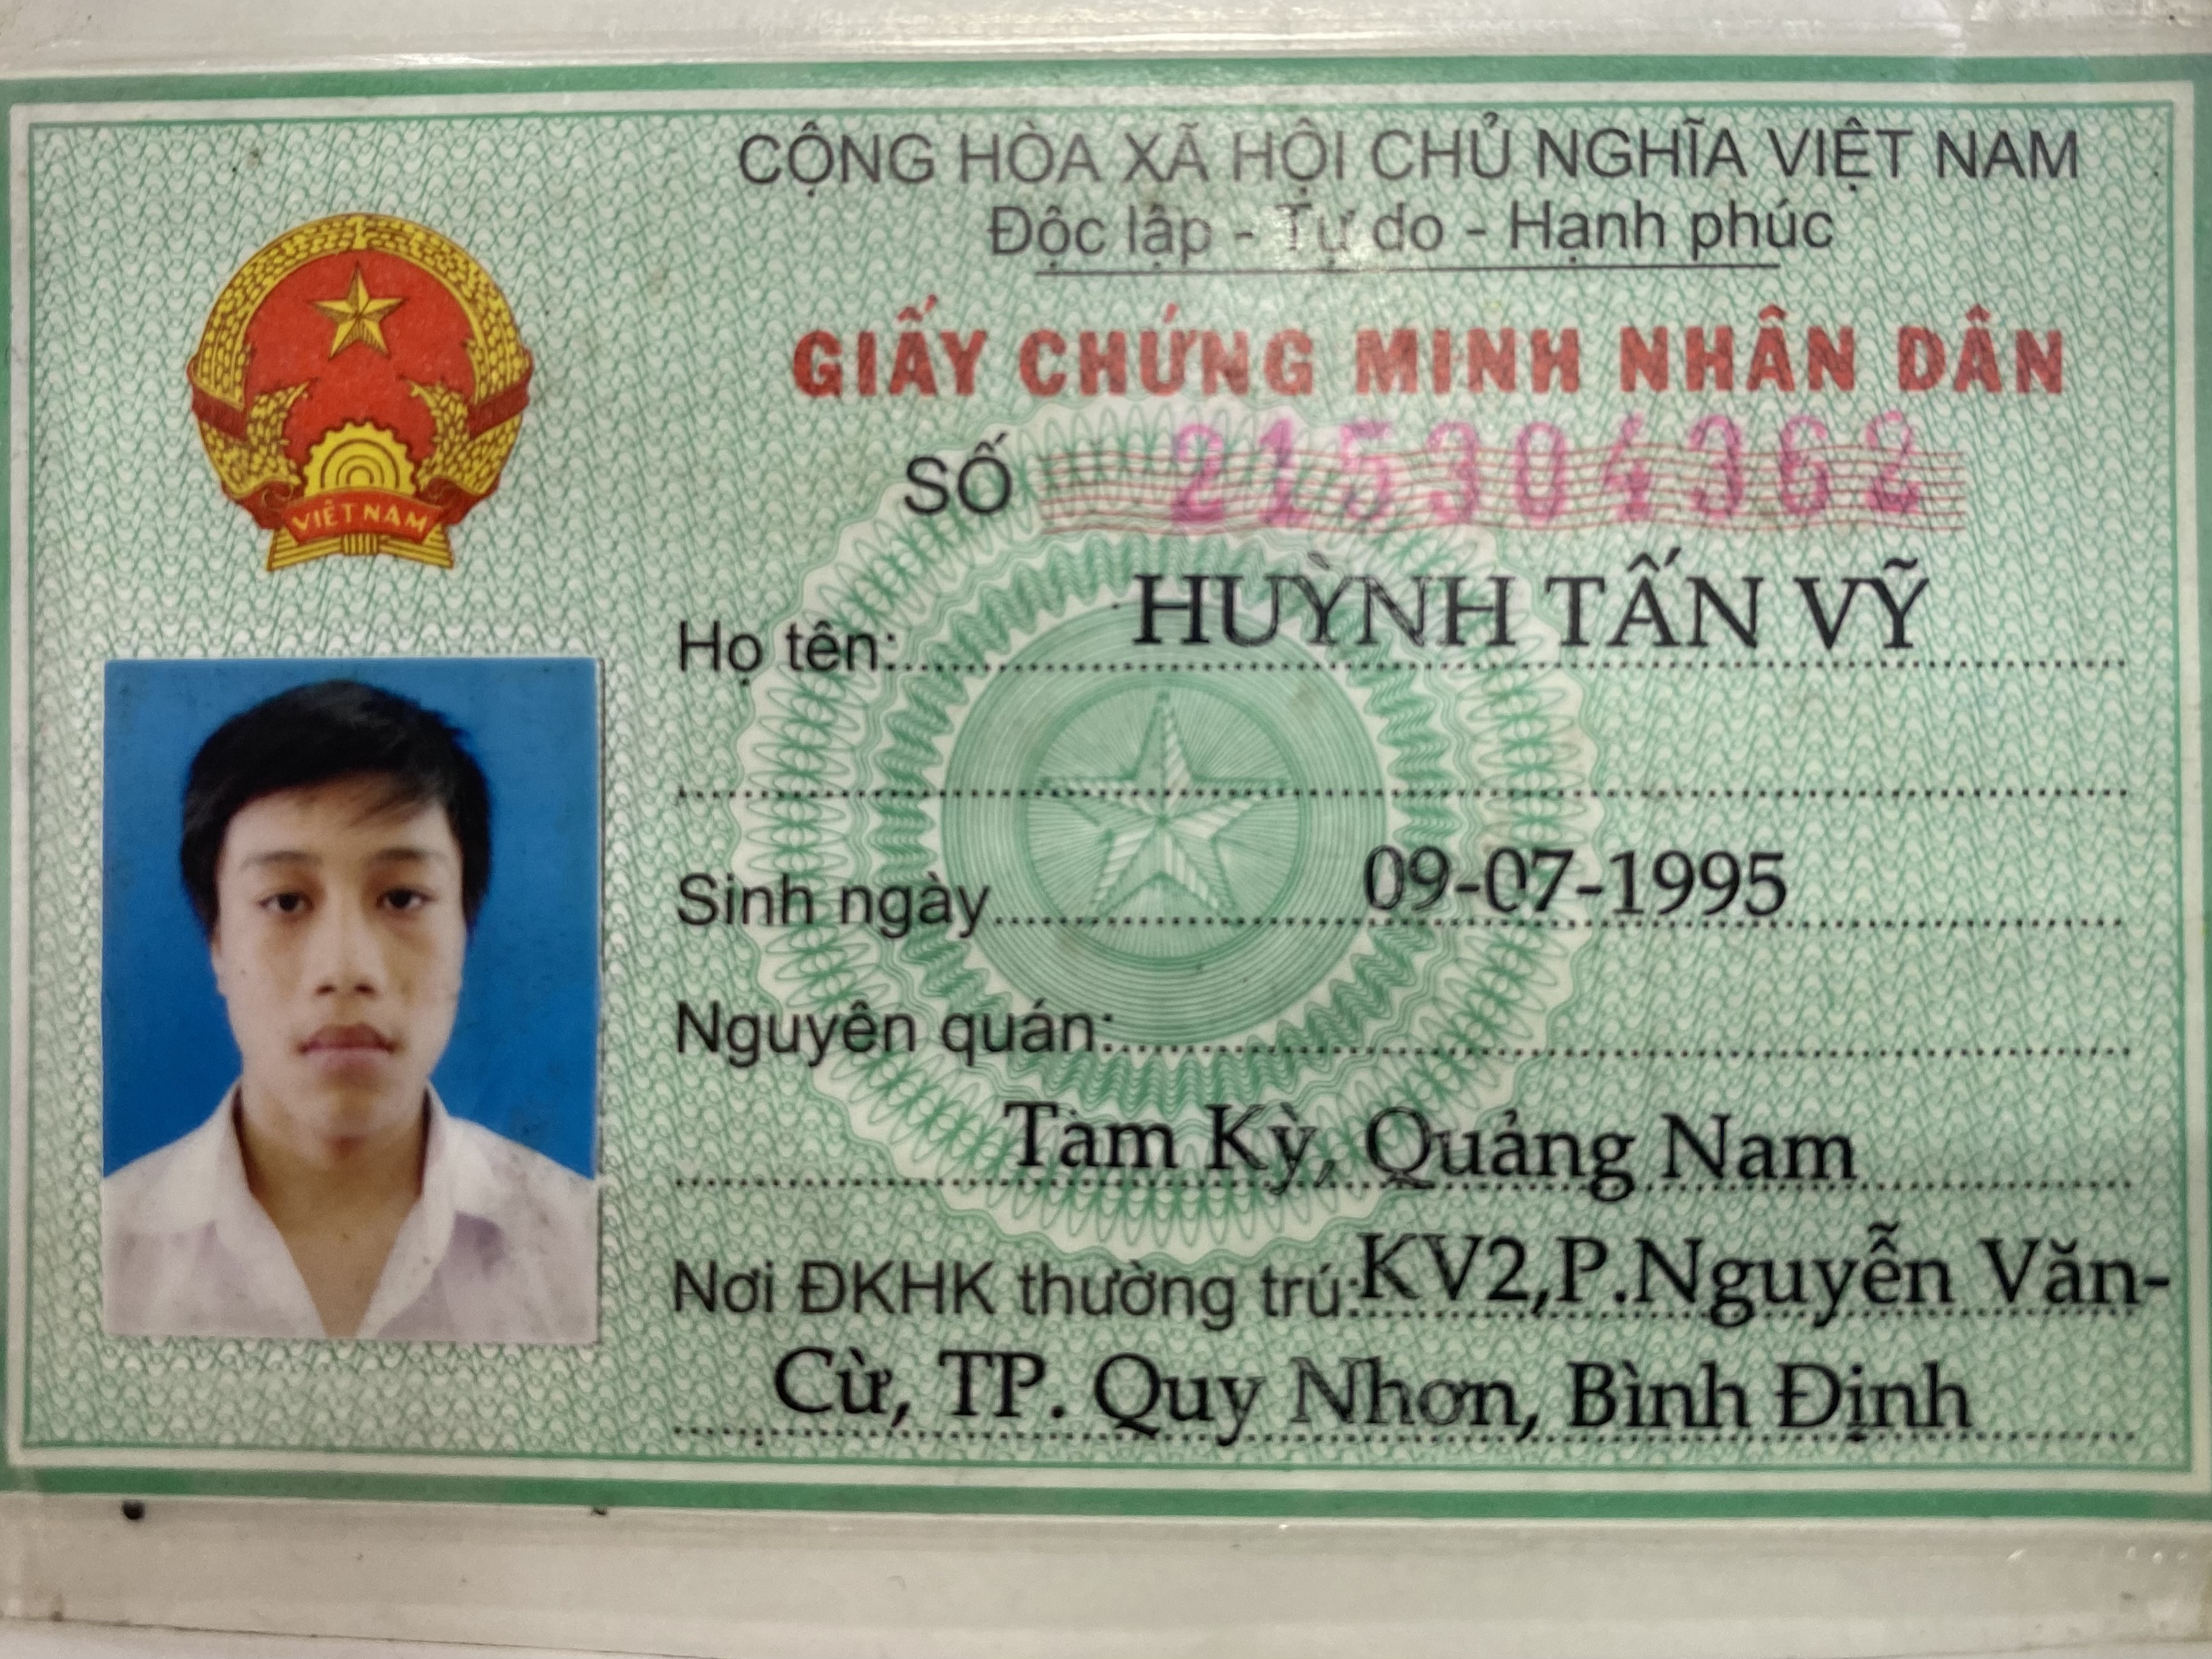 CỘNG HÒA XÃ HỘI CHỦ NGHĨA VIỆT NAM
Độc lập - Tự do - Hạnh phúc
GIẤY CHỨNG MINH NHÂN DÂN
SỐ 215304362
VIỆT NAM
Họ tên: HUỲNH TẤN VỸ
Sinh ngày 09-07-1995
Nguyên quán:
Tam Kỳ, Quảng Nam
Nơi ĐKHK thường trú: KV2,P.Nguyễn Văn-
Cừ, TP. Quy Nhơn, Bình Định